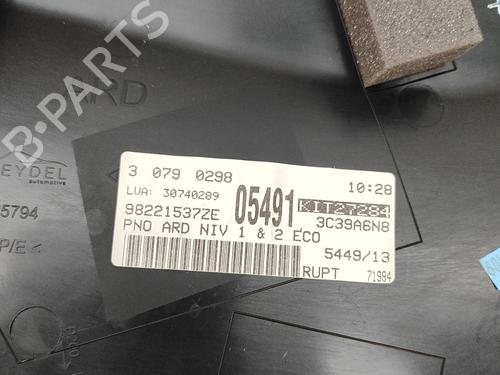 B-PARTS
ARD
EYDEL
automotive
5794
P/E
3 079 0298
10:28
LUA: 30740289
05491
KIT27284
98221537ZE
3C39A6N8
PNO ARD NIV 1 & 2 ECO
5449/13
RUPT
71984